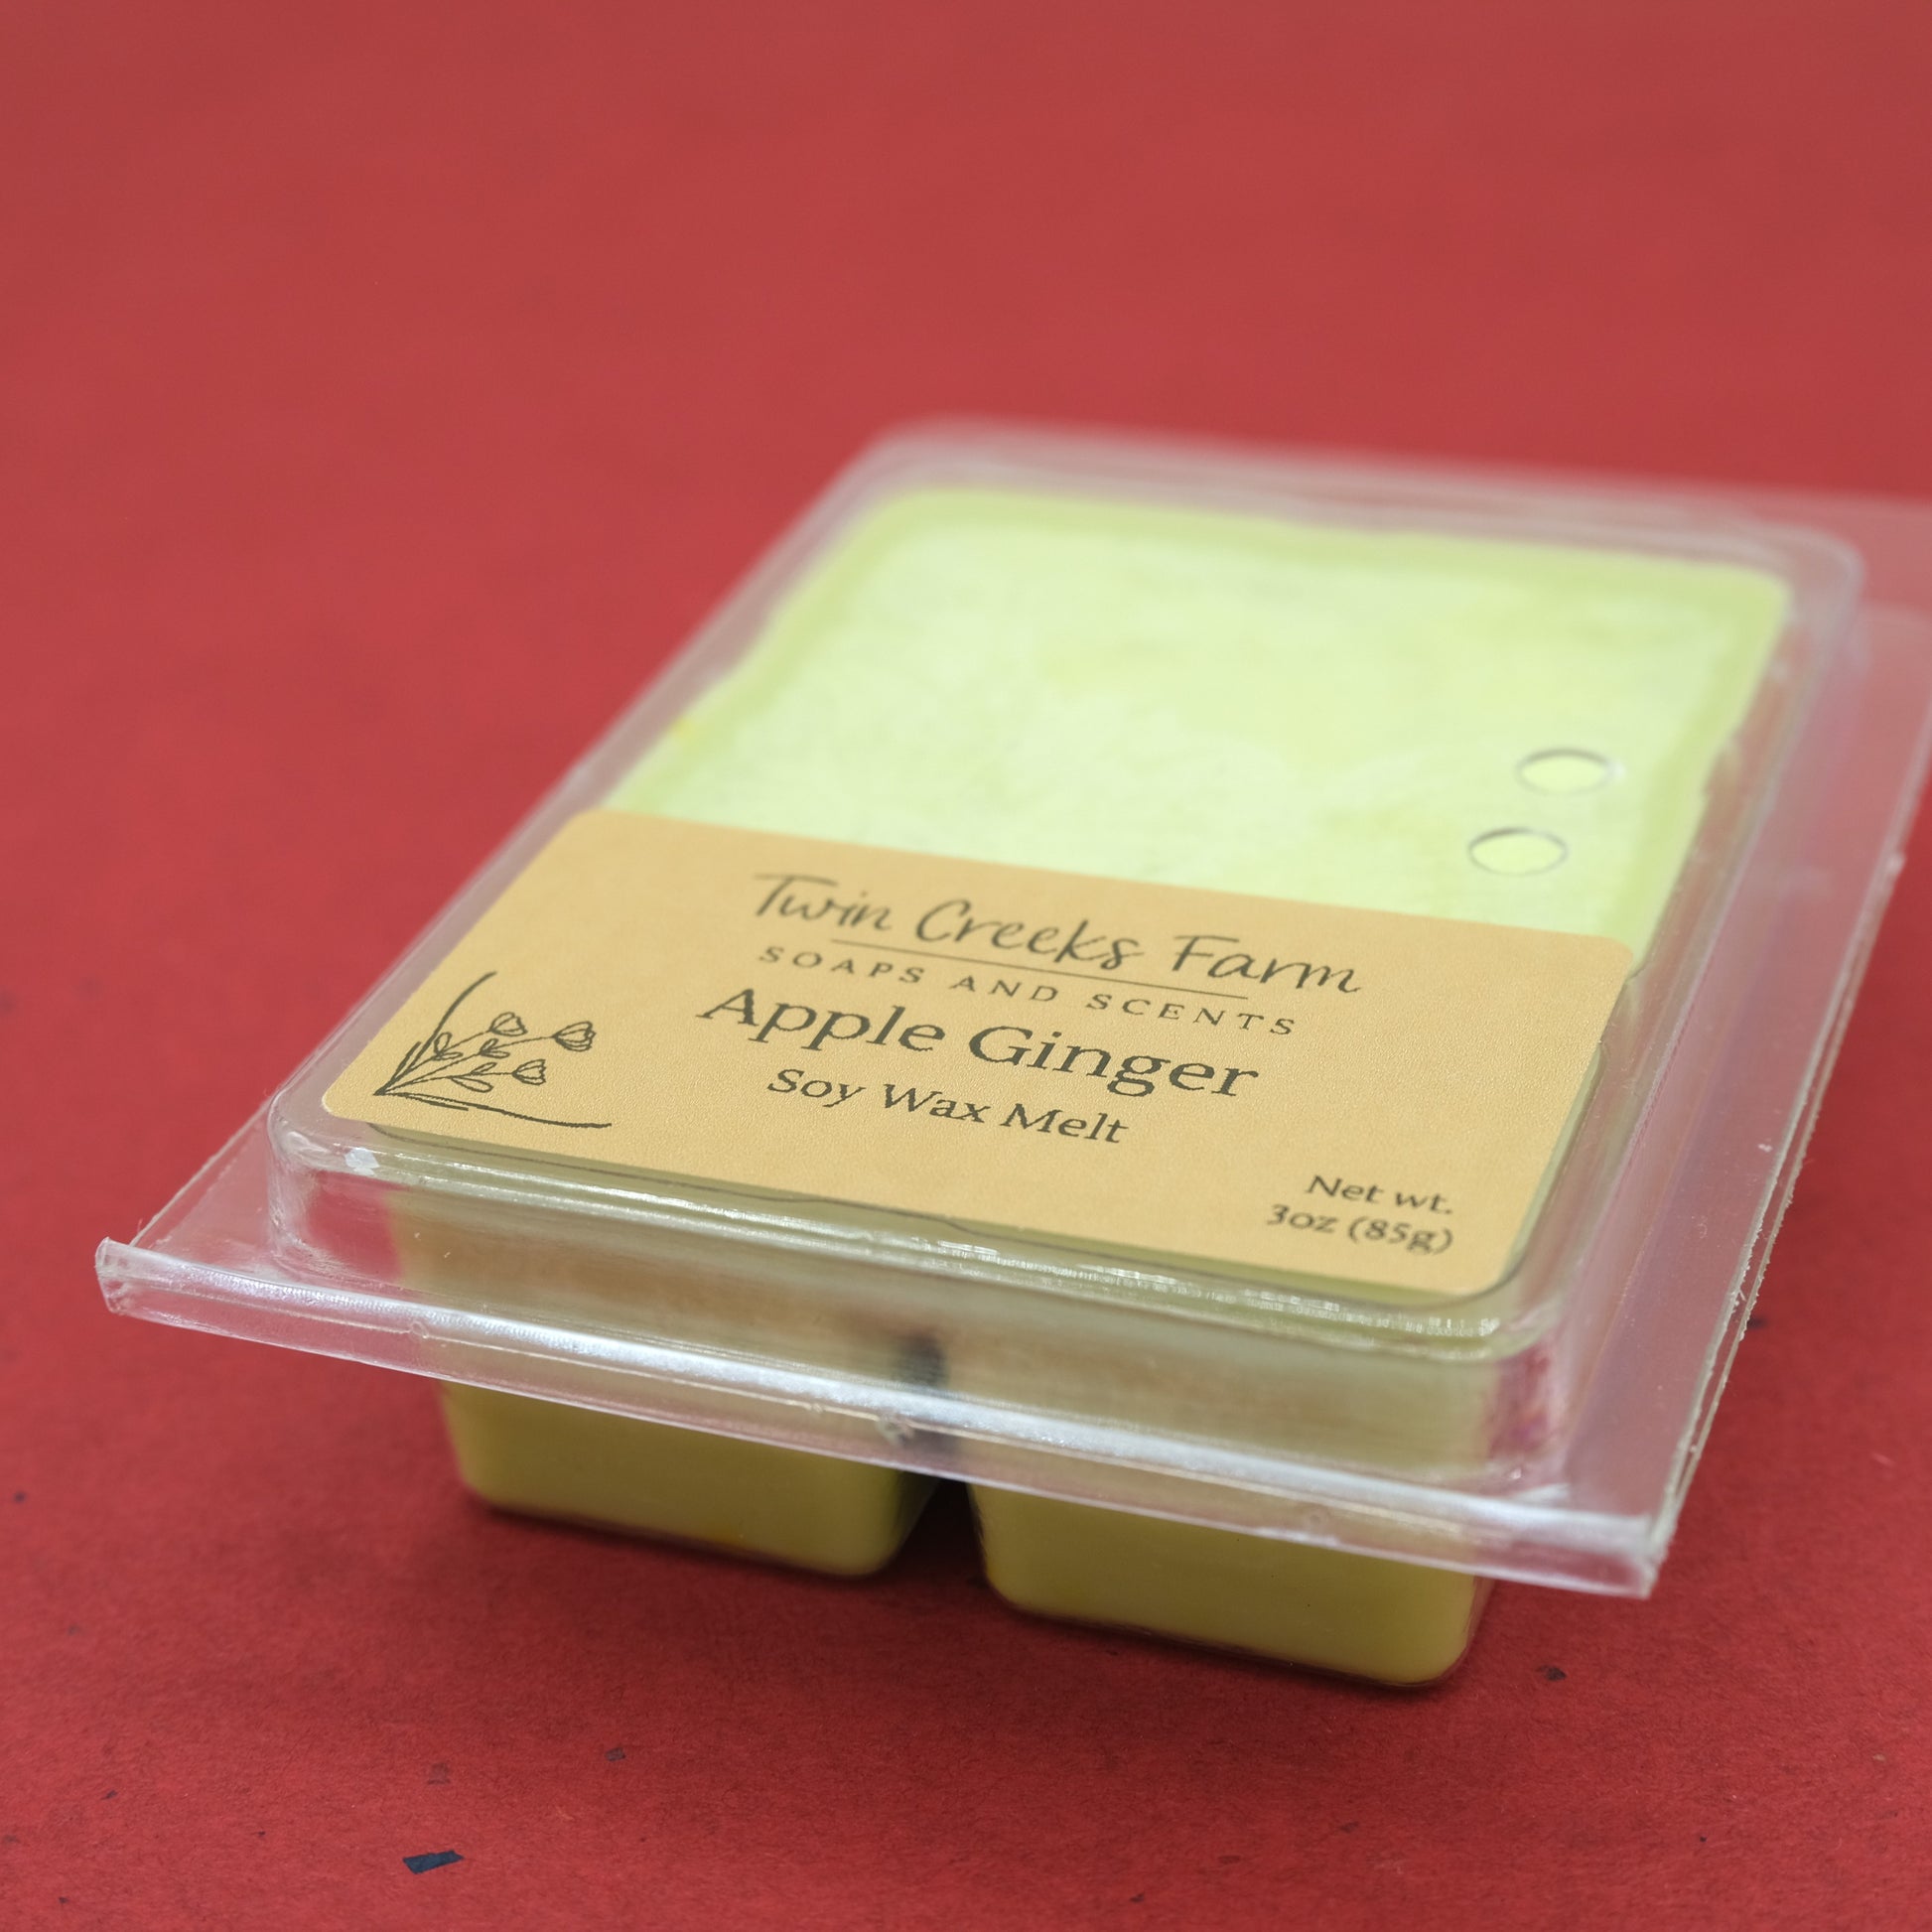 Twin Creeks Farm
SOAPS AND SCENTS
Apple Ginger
Soy Wax Melt
Net wt.
3oz (85g)